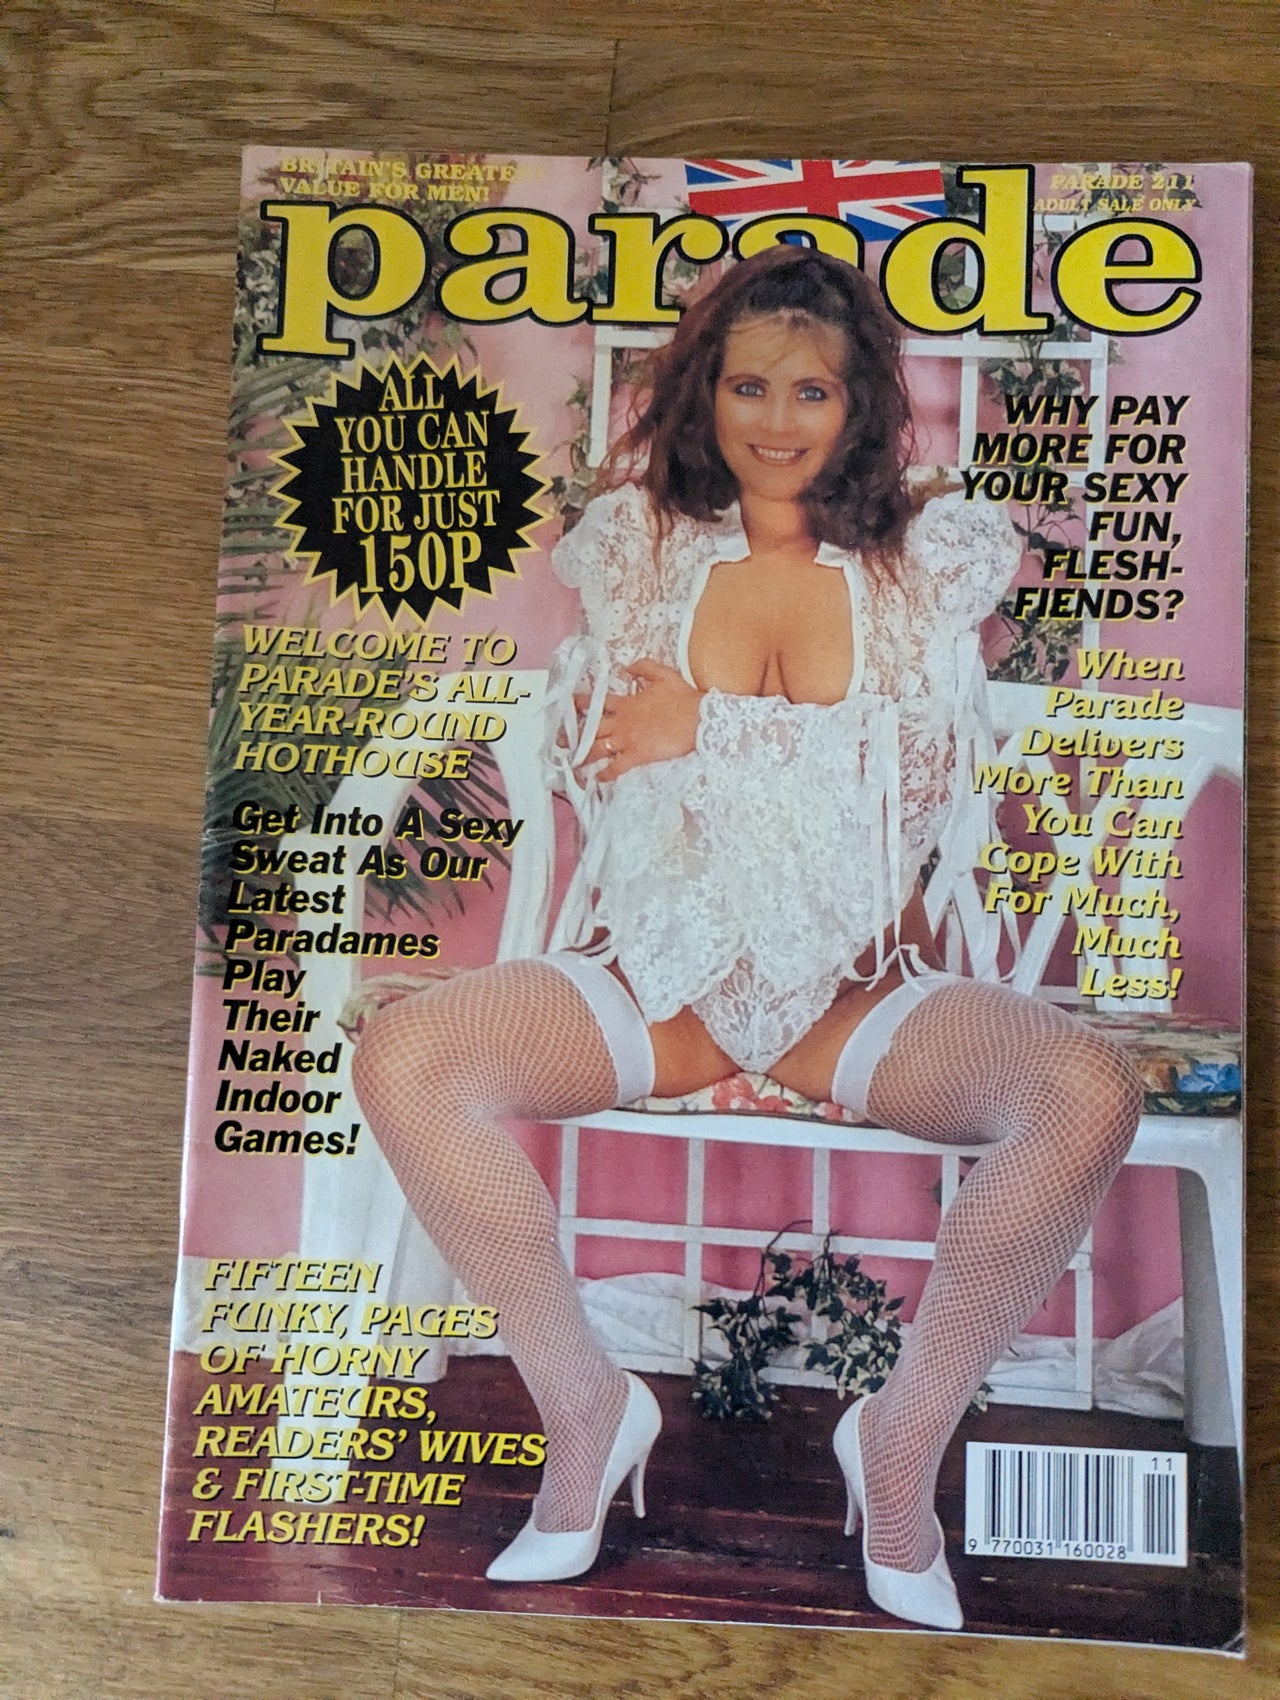 BRITAIN'S GREATEST
VALUE FOR MEN!
PARADE 211
ADULT SALE ONLY
parade
ALL
YOU CAN
HANDLE
FOR JUST
150P
WHY PAY
MORE FOR
YOUR SEXY
FUN,
FLESH-
FIENDS?
WELCOME TO
PARADE'S ALL-
YEAR-ROUND
HOTHOUSE
When
Parade
Delivers
More Than
You Can
Cope With
For Much,
Much
Less!
Get Into A Sexy
Sweat As Our
Latest
Paradames
Play
Their
Naked
Indoor
Games!
FIFTEEN
FUNKY, PAGES
OF HORNY
AMATEURS,
READERS' WIVES
& FIRST-TIME
FLASHERS!
11
9 770031 160028